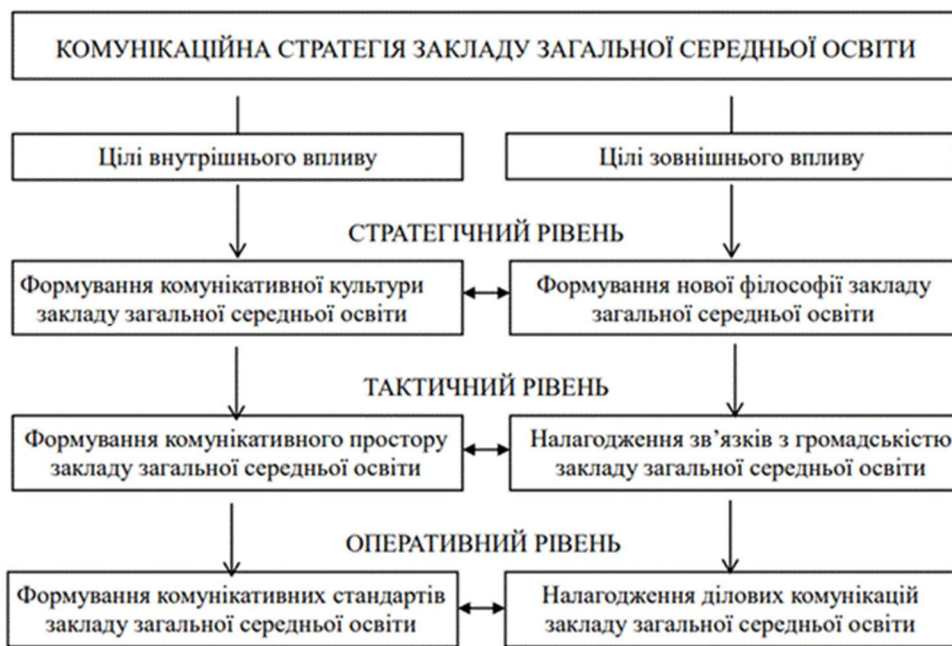 КОМУНІКАЦІЙНА СТРАТЕГІЯ ЗАКЛАДУ ЗАГАЛЬНОЇ СЕРЕДНЬОЇ ОСВІТИ
Цілі внутрішнього впливу
Цілі зовнішнього впливу
СТРАТЕГІЧНИЙ РІВЕНЬ
Формування комунікативної культури
закладу загальної середньої освіти
Формування нової філософії закладу
загальної середньої освіти
ТАКТИЧНИЙ РІВЕНЬ
Формування комунікативного простору
закладу загальної середньої освіти
Налагодження зв’язків з громадськістю
закладу загальної середньої освіти
ОПЕРАТИВНИЙ РІВЕНЬ
Формування комунікативних стандартів
закладу загальної середньої освіти
Налагодження ділових комунікацій
закладу загальної середньої освіти